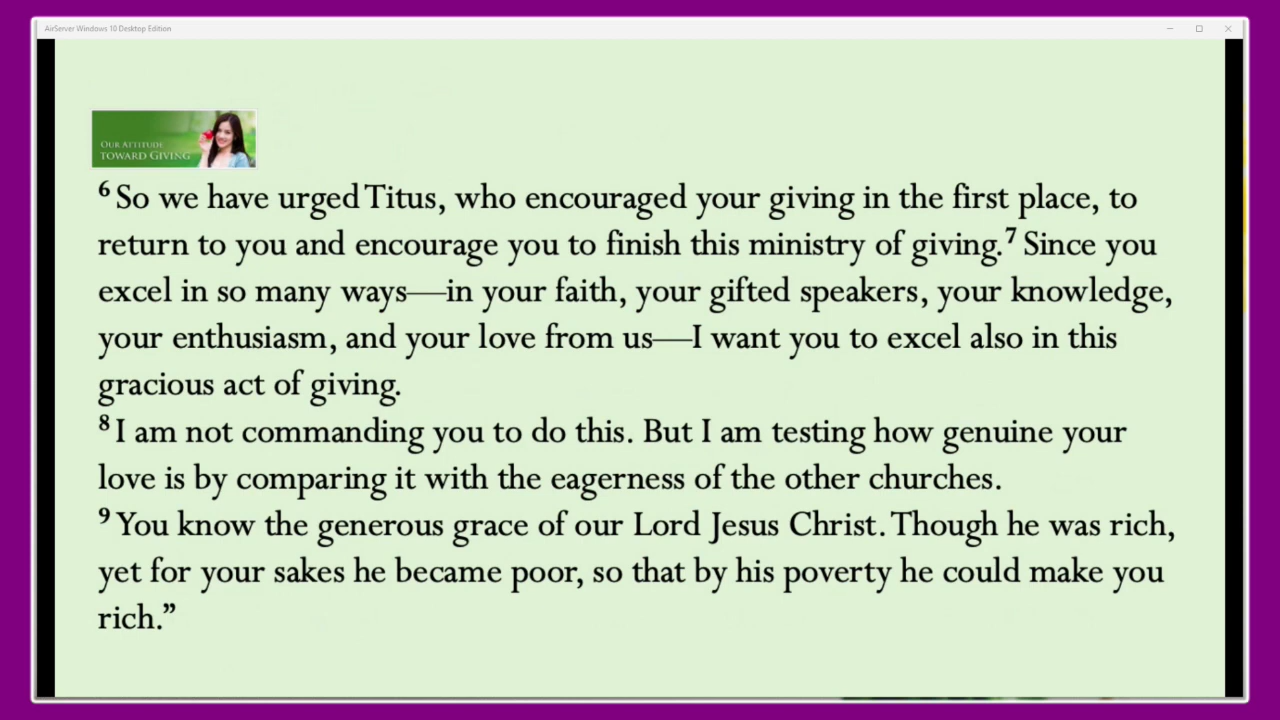 AirServer Windows 10 Desktop Edition
OUR ATTITUDE
TOWARD GIVING
6 So we have urged Titus, who encouraged your giving in the first place, to
return to you and encourage you to finish this ministry of giving. 7 Since you
excel in so many ways—in your faith, your gifted speakers, your knowledge,
your enthusiasm, and your love from us—I want you to excel also in this
gracious act of giving.
8 I am not commanding you to do this. But I am testing how genuine your
love is by comparing it with the eagerness of the other churches.
9 You know the generous grace of our Lord Jesus Christ. Though he was rich,
yet for your sakes he became poor, so that by his poverty he could make you
rich.”